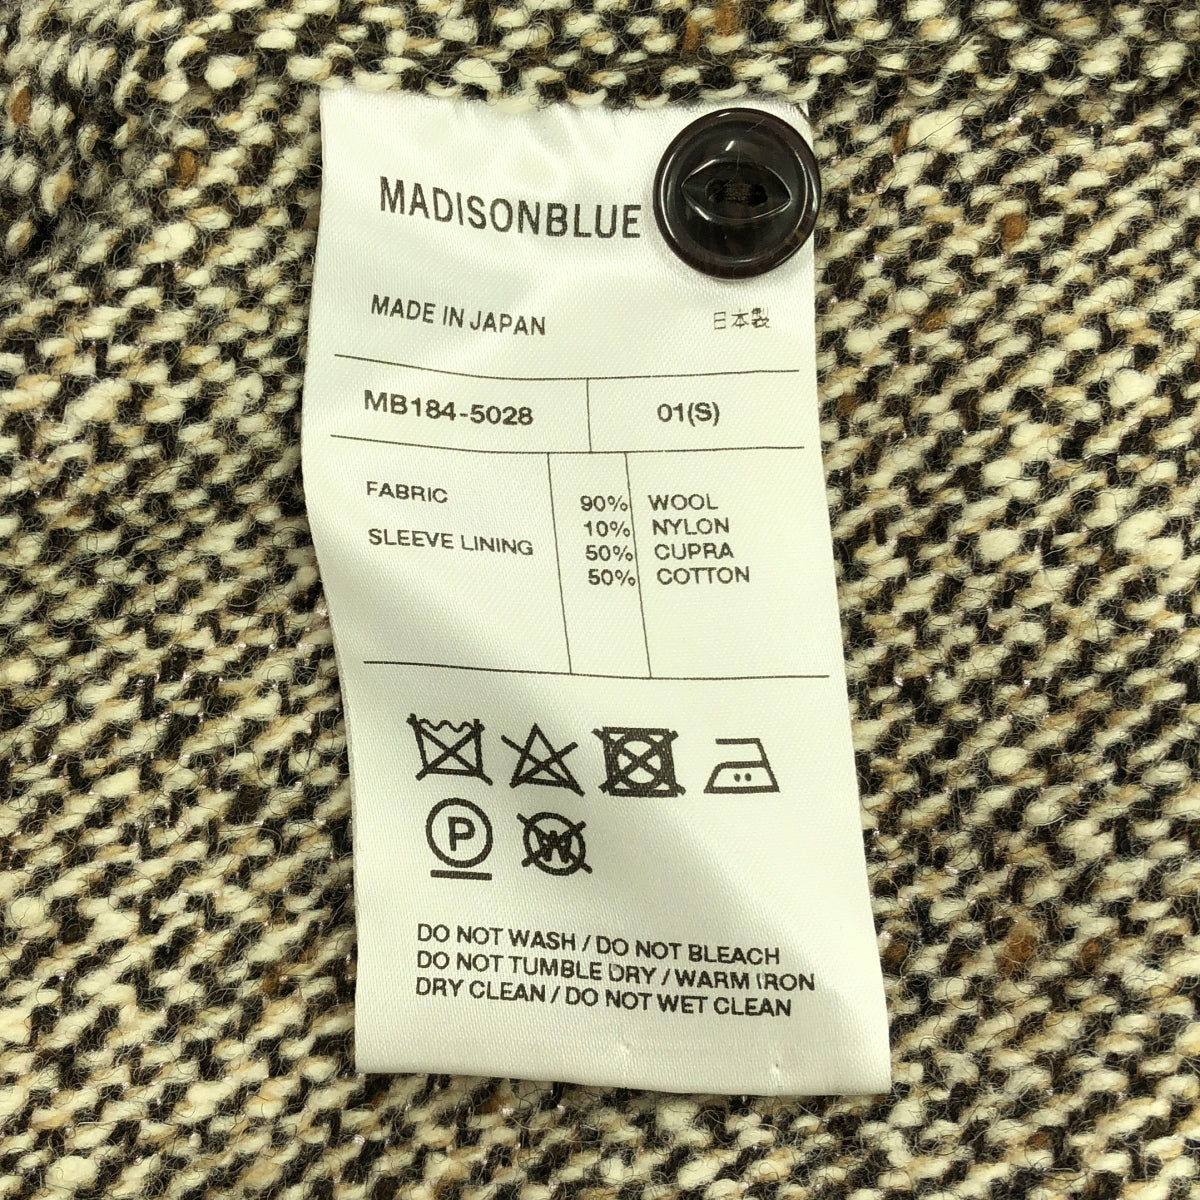 MADISONBLUE
MADE IN JAPAN 日本製
MB184-5028 01(S)
FABRIC 90% WOOL
10% NYLON
SLEEVE LINING 50% CUPRA
50% COTTON
P W
DO NOT WASH / DO NOT BLEACH
DO NOT TUMBLE DRY / WARM IRON
DRY CLEAN / DO NOT WET CLEAN